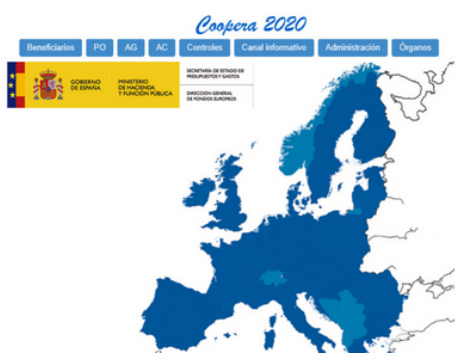 Coopera 2020
Beneficiarios PO AG AC Controles Canal informativo Administración Órganos
GOBIERNO
DE ESPAÑA
MINISTERIO
DE HACIENDA
Y FUNCIÓN PÚBLICA
SECRETARÍA DE ESTADO DE
PRESUPUESTOS Y GASTOS
DIRECCIÓN GENERAL
DE FONDOS EUROPEOS